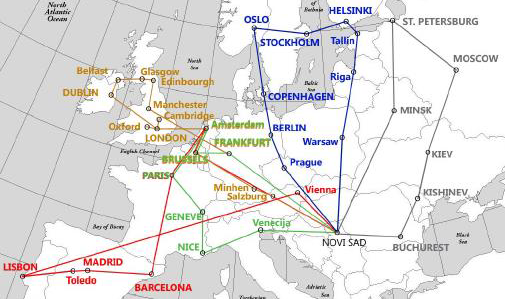 North
Atlantic
Ocean
OSLO
HELSINKI
of
Bothnia
ST. PETERSBURG
STOCKHOLM
Tallin
North
Sea
MOSCOW
Belfast
Glasgow
Edinbourgh
Riga
Baltic
Sea
DUBLIN
COPENHAGEN
Manchester
Cambridge
MINSK
Oxford
LONDON
Amsterdam
BERLIN
FRANKFURT
Warsaw
English Channel
KIEV
BRUSSELS
Prague
PARIS
Minhen
Salzburg
Vienna
KISHINEV
GENEVE
Venecija
Bay of Biscay
NOVI SAD
BUCHUREST
Black
Sea
NICE
LISBON
MADRID
Toledo
BARCELONA
Adriatic
Sea